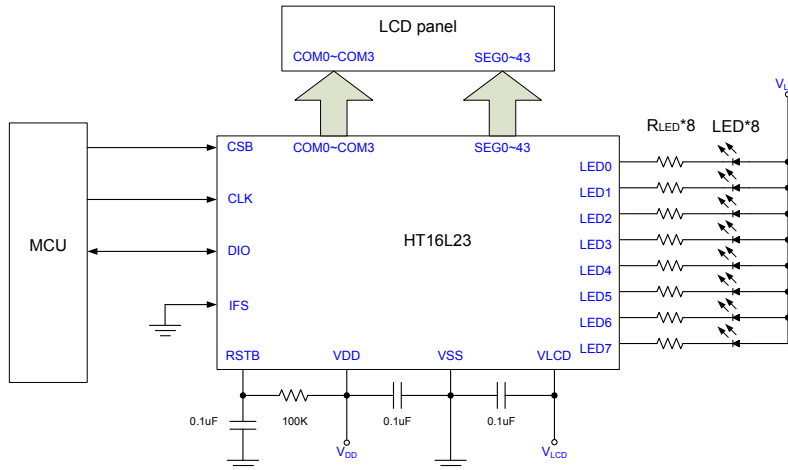 LCD panel
COM0~COM3 SEG0~43
RLED*8 LED*8
COM0~COM3 SEG0~43
MCU
CSB
CLK
DIO
IFS
HT16L23
LED0
LED1
LED2
LED3
LED4
LED5
LED6
LED7
RSTB VDD VSS VLCD
0.1uF 100K 0.1uF 0.1uF
VDD VLCD